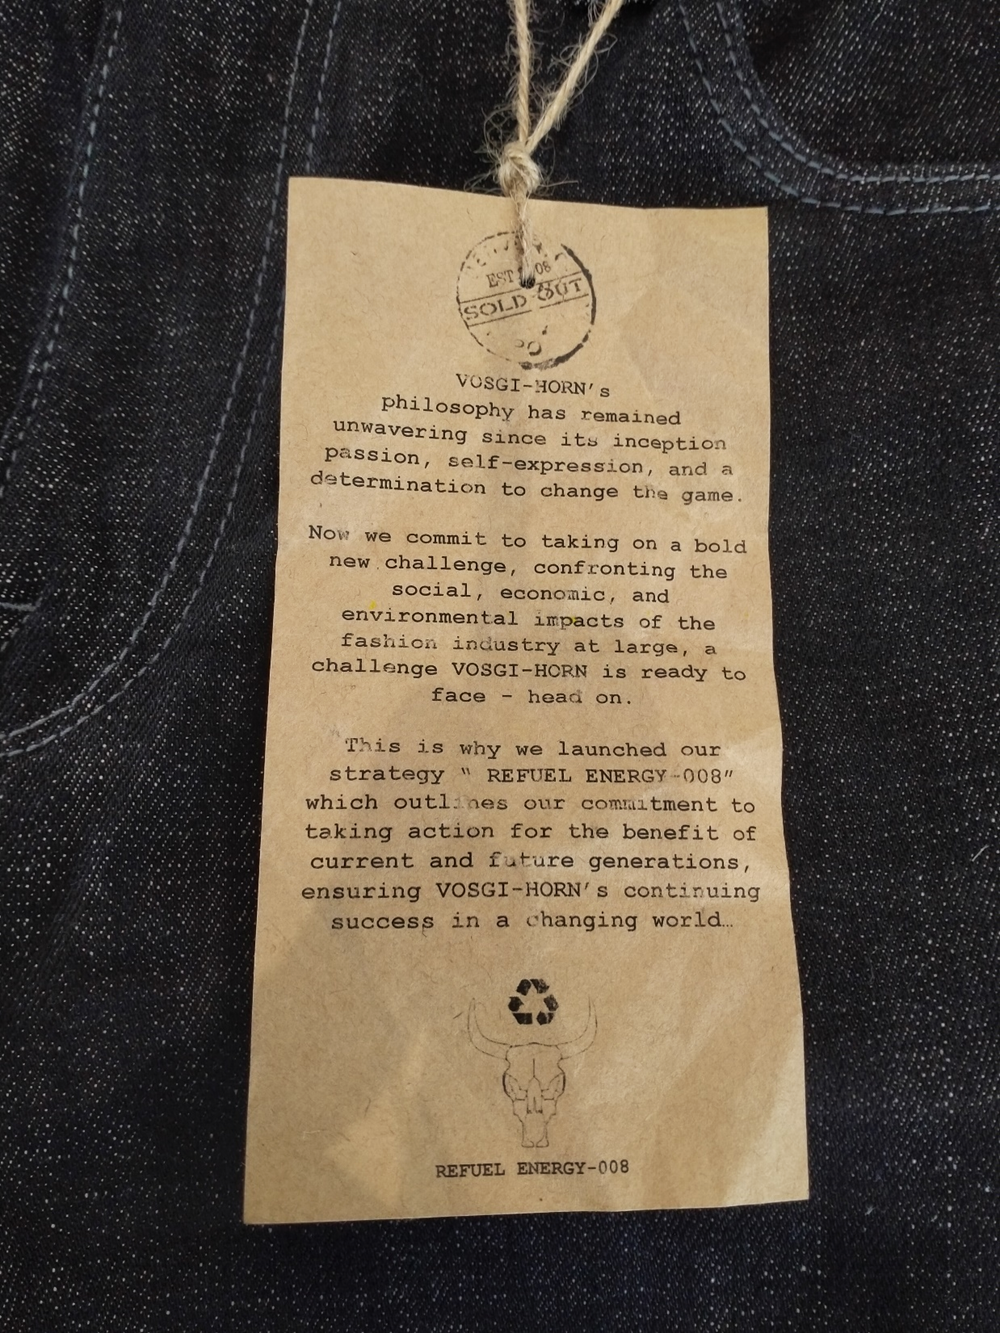 EST 08
SOLD OUT
VOSGI-HORN's
philosophy has remained
unwavering since its inception
passion, self-expression, and a
determination to change the game.
Now we commit to taking on a bold
new challenge, confronting the
social, economic, and
environmental impacts of the
fashion industry at large, a
challenge VOSGI-HORN is ready to
face - head on.
This is why we launched our
strategy " REFUEL ENERGY-008"
which outlines our commitment to
taking action for the benefit of
current and future generations,
ensuring VOSGI-HORN's continuing
success in a changing world…
REFUEL ENERGY-008